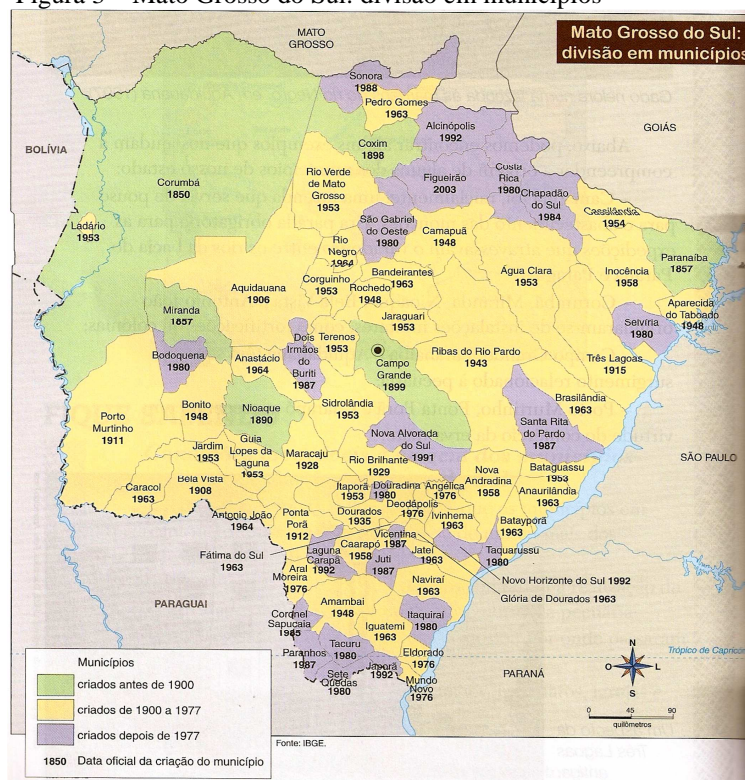 Figura 3 – Mato Grosso do Sul: divisão em municípios
Mato Grosso do Sul:
divisão em municípios
MATO
GROSSO
GOIÁS
BOLÍVIA
Sonora
1988
Pedro Gomes
1963
Alcinópolis
1992
Coxim
1898
Corumbá
1850
Ladário
1953
Rio Verde
de Mato
Grosso
1953
Figueirão
2003
Costa
Rica
1980
Chapadão
do Sul
1984
Cassilândia
1954
São Gabriel
do Oeste
1980
Camapuã
1948
Paranaíba
1857
Rio
Negro
1964
Bandeirantes
1963
Água Clara
1953
Inocência
1958
Aquidauana
1906
Corguinho
1953
Rochedo
1948
Aparecida
do Taboado
1948
Miranda
1857
Jaraguari
1953
Selvíria
1980
Bodoquena
1980
Dois
Irmãos
do
Buriti
1987
Terenos
1953
Anastácio
1964
Campo
Grande
1899
Ribas do Rio Pardo
1943
Três Lagoas
1915
Brasilândia
1963
Bonito
1948
Nioaque
1890
Sidrolândia
1953
Santa Rita
do Pardo
1987
Porto
Murtinho
1911
Nova Alvorada
do Sul
1991
Jardim
1953
Guia
Lopes da
Laguna
1953
Maracaju
1928
Rio Brilhante
1929
Nova
Andradina
1958
Bataguassu
1953
SÃO PAULO
Caracol
1963
Bela Vista
1908
Itaporã
1953
Douradina
1980
Angélica
1976
Anaurilândia
1963
Deodápolis
1976
Antonio João
1964
Ponta
Porã
1912
Dourados
1935
Ivinhema
1963
Batayporã
1963
Fátima do Sul
1963
Vicentina
1987
Caarapó
1958
Laguna
Carapã
1992
Juti
1987
Jateí
1963
Taquarussu
1980
Novo Horizonte do Sul 1992
Glória de Dourados 1963
Aral
Moreira
1976
Naviraí
1963
PARAGUAI
Amambai
1948
Itaquiraí
1980
Coronel
Sapucaia
1985
Iguatemi
1963
Paranhos
1987
Tacuru
1980
Eldorado
1976
Japorã
1992
Sete
Quedas
1980
Mundo
Novo
1976
PARANÁ
Trópico de Capricor
N
O
L
S
0 45 90
quilômetros
Municípios
criados antes de 1900
criados de 1900 a 1977
criados depois de 1977
1850 Data oficial da criação do município
Fonte: IBGE.